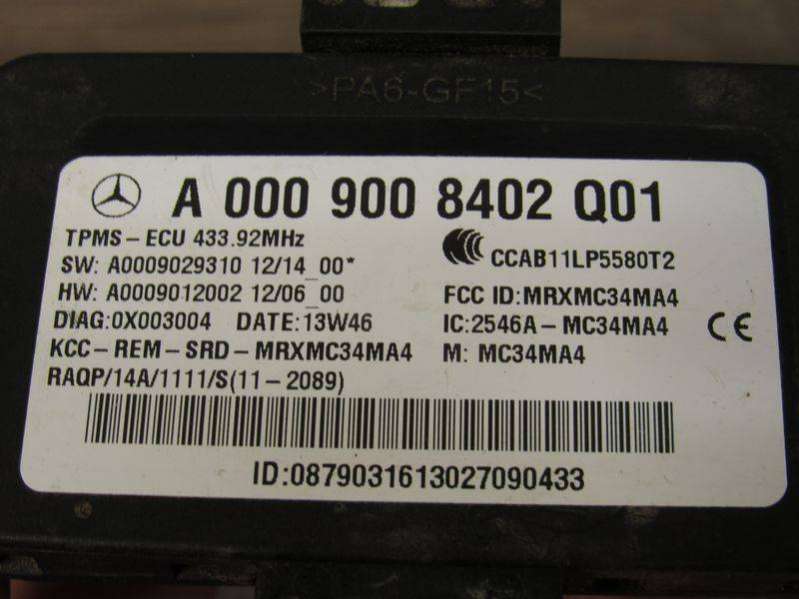 >PA6-GF15<
A 000 900 8402 Q01
TPMS-ECU 433.92MHz
SW: A0009029310 12/14_00*
HW: A0009012002 12/06_00
DIAG:0X003004 DATE:13W46
KCC-REM-SRD-MRXMC34MA4
RAQP/14A/1111/S(11-2089)
CCAB11LP5580T2
FCC ID:MRXMC34MA4
IC:2546A-MC34MA4
M: MC34MA4
CE
ID:0879031613027090433